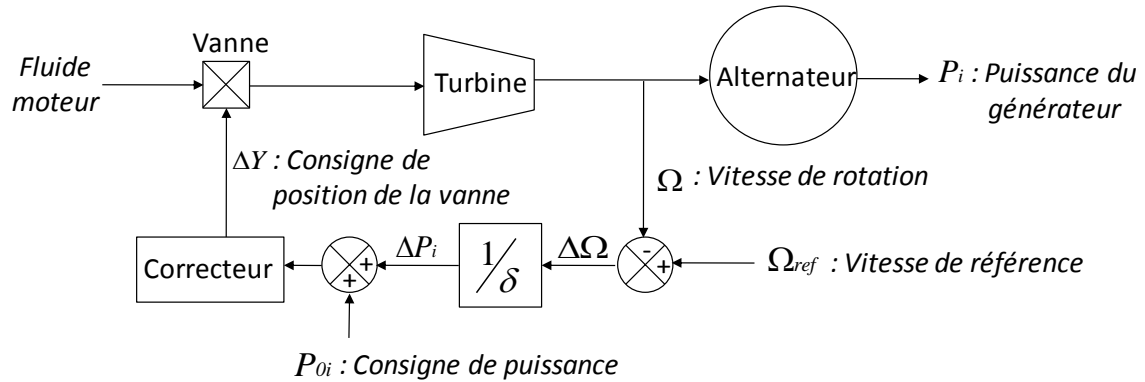 Vanne
Fluide
moteur
Turbine
Alternateur
Pi : Puissance du
générateur
ΔY : Consigne de
position de la vanne
Ω : Vitesse de rotation
Correcteur
+
+
ΔPi
1/δ
ΔΩ
-
+
Ωref : Vitesse de référence
P0i : Consigne de puissance